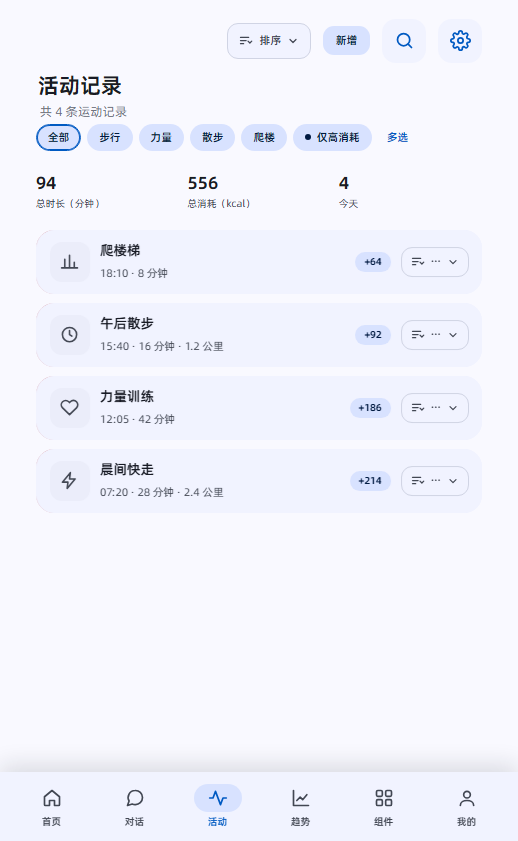 排序 新增
活动记录
共 4 条运动记录
全部 步行 力量 散步 爬楼 仅高消耗 多选
94 556 4
总时长（分钟） 总消耗（kcal） 今天
爬楼梯
18:10 · 8 分钟
+64 ···
午后散步
15:40 · 16 分钟 · 1.2 公里
+92 ···
力量训练
12:05 · 42 分钟
+186 ···
晨间快走
07:20 · 28 分钟 · 2.4 公里
+214 ···
首页 对话 活动 趋势 组件 我的